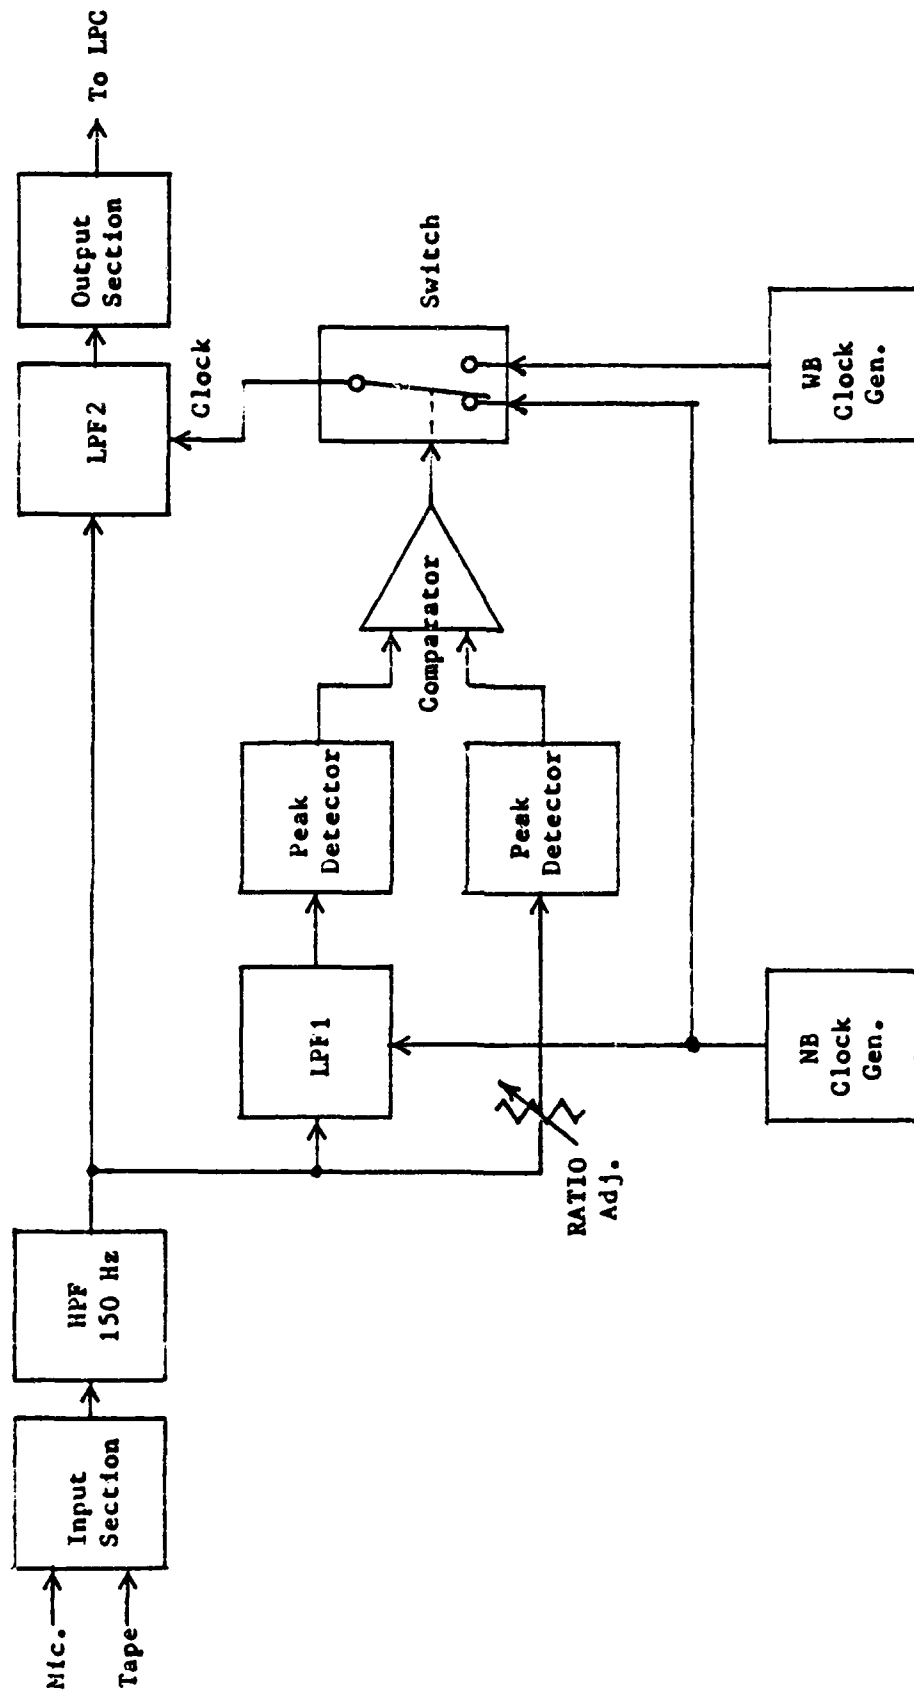 Mic.
Tape
Input
Section
HPF
150 Hz
LPF1
RATIO
Adj.
Peak
Detector
Peak
Detector
Comparator
LPF2
Clock
Output
Section
To LPC
Switch
NB
Clock
Gen.
WB
Clock
Gen.